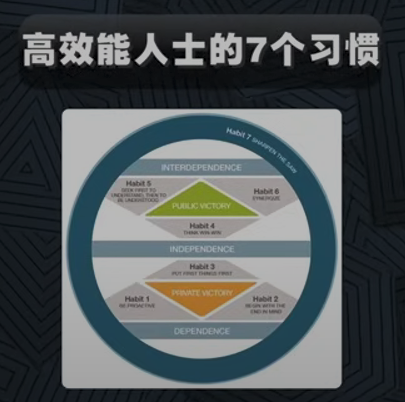 高效能人士的7个习惯
Habit 7 SHARPEN THE SAW
INTERDEPENDENCE
Habit 5
SEEK FIRST TO
UNDERSTAND, THEN TO
BE UNDERSTOOD
Habit 6
SYNERGIZE
PUBLIC VICTORY
Habit 4
THINK WIN-WIN
INDEPENDENCE
Habit 3
PUT FIRST THINGS FIRST
PRIVATE VICTORY
Habit 1
BE PROACTIVE
Habit 2
BEGIN WITH THE
END IN MIND
DEPENDENCE